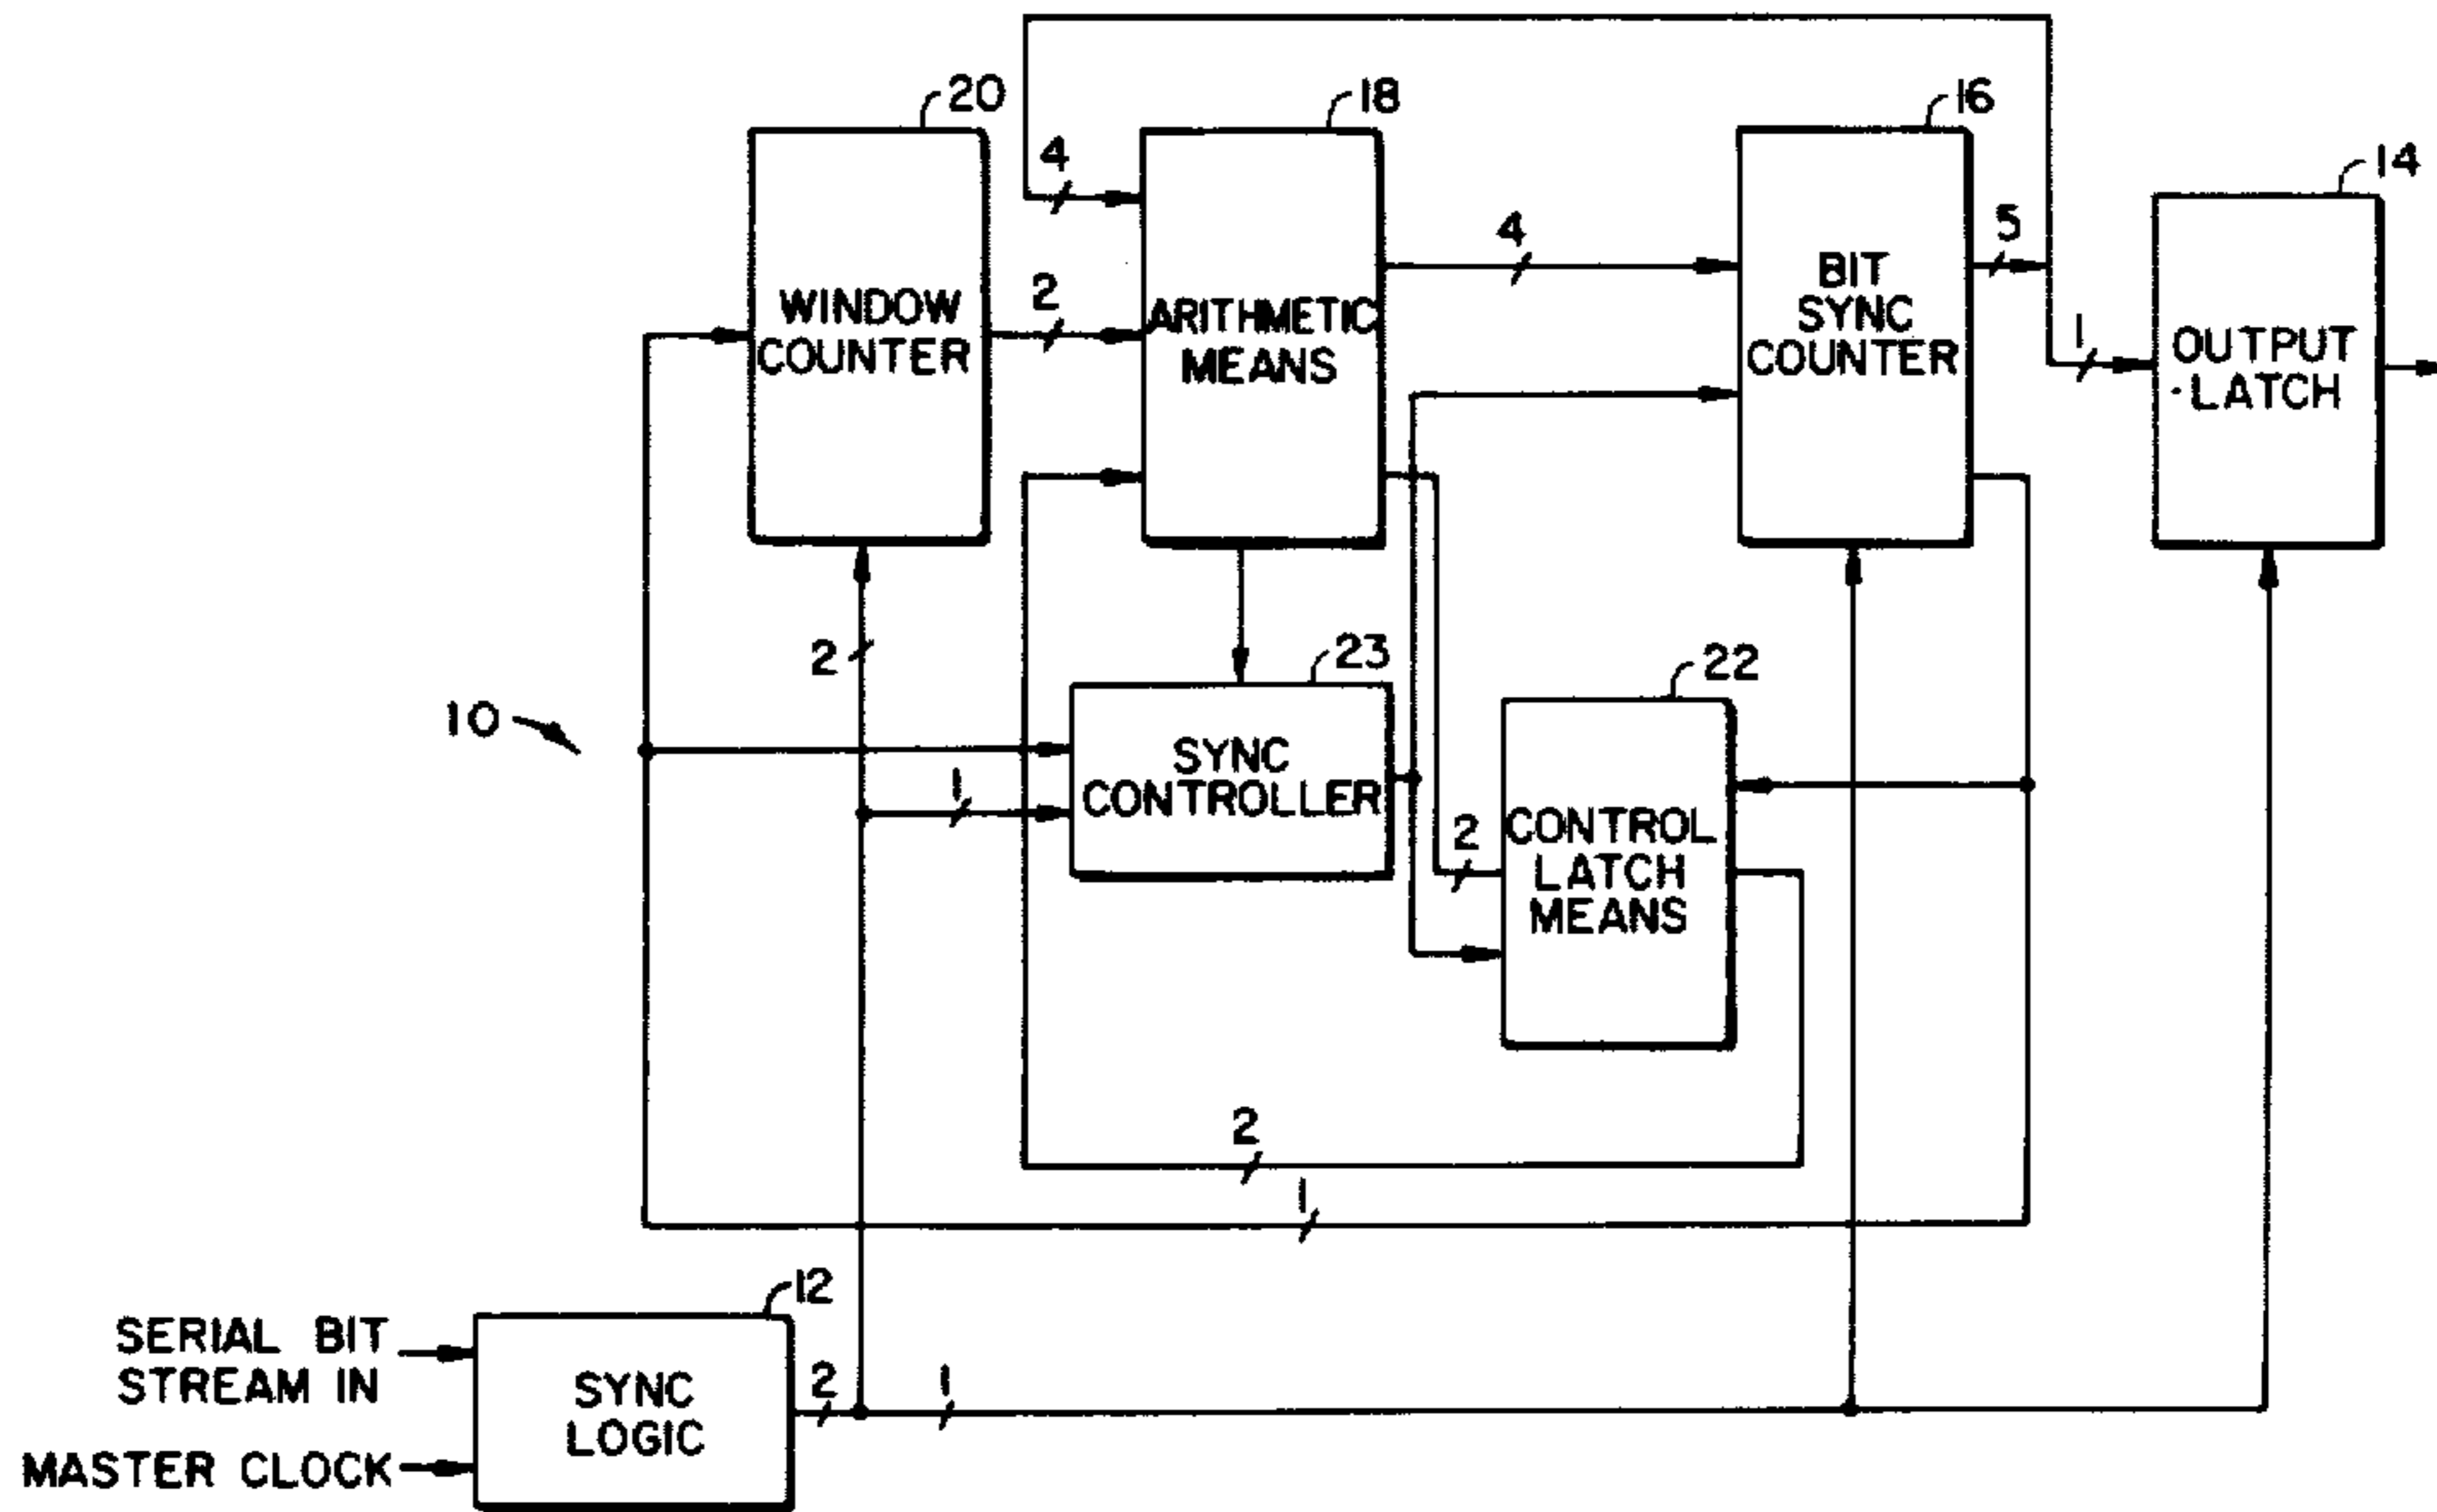 20
18
16
14
4
4
5
2
1
WINDOW
COUNTER
ARITHMETIC
MEANS
BIT
SYNC
COUNTER
OUTPUT
LATCH
2
23
22
10
SYNC
CONTROLLER
1
2
CONTROL
LATCH
MEANS
2
1
12
SERIAL BIT
STREAM IN
MASTER CLOCK
SYNC
LOGIC
2
1